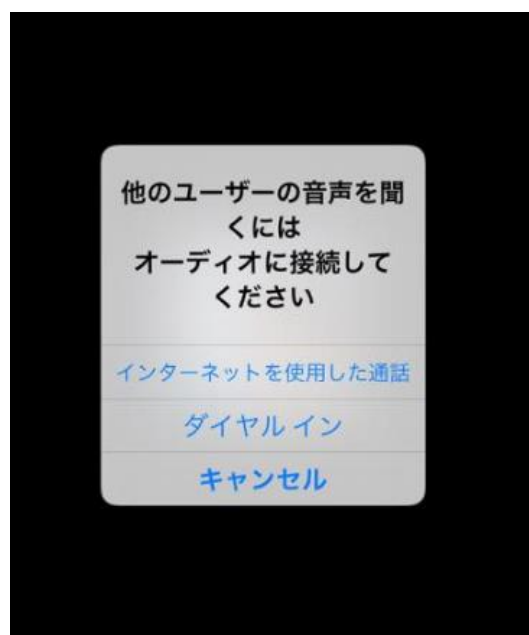 他のユーザーの音声を聞
くには
オーディオに接続して
ください
インターネットを使用した通話
ダイヤル イン
キャンセル